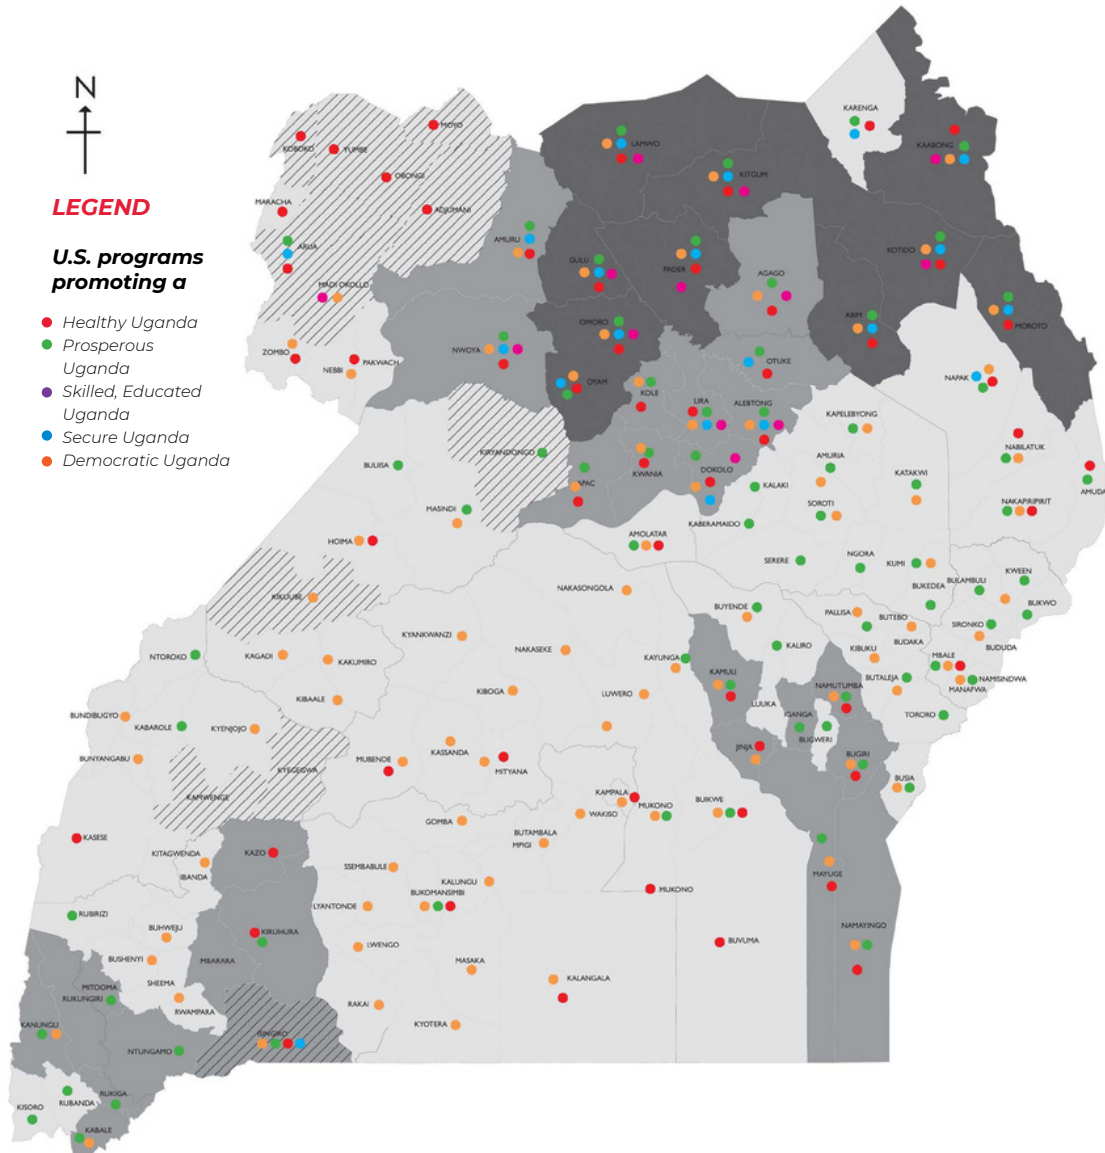 N
LEGEND
U.S. programs
promoting a
Healthy Uganda
Prosperous
Uganda
Skilled, Educated
Uganda
Secure Uganda
Democratic Uganda
KARENGA
KAABONG
LAMWO
KITGUM
MOYO
KOBOKO
YUMBE
OBONGI
MARACHA
ADJUMANI
ARUA
AMURU
GULU
PADER
AGAGO
KOTIDO
ABIM
MOROTO
MADI OKOLLO
ZOMBO
NEBBI
PAKWACH
NWOYA
OMORO
OYAM
KOLE
OTUKE
LIRA
ALEBTONG
NAPAK
KAPELEBYONG
KIRYANDONGO
BULIISA
APAC
KWANIA
DOKOLO
KALAKI
AMURIA
KATAKWI
NABILATUK
AMUDA
NAKAPIRIPIRIT
SOROTI
MASINDI
HOIMA
AMOLATAR
KABERAMAIDO
SERERE
NGORA
KUMI
BUKEDEA
BULAMBULI
KWEEN
BUKWO
KIKUUBE
NAKASONGOLA
BUYENDE
PALLISA
BUTEBO
SIRONKO
BUDUDA
KYANKWANZI
NAKASEKE
KALIRO
KIBUKU
BUDAKA
MBALE
NAMISINDWA
MANAFWA
NTOROKO
KAGADI
KAKUMIRO
KAYUNGA
KAMULI
NAMUTUMBA
BUTALEJA
TORORO
KIBAALE
KIBOGA
LUWERO
LUUKA
IGANGA
BUGWERI
BUNDIBUGYO
KABAROLE
KYENJOJO
BUNYANGABU
KASSANDA
MUBENDE
MITYANA
JINJA
BUGIRI
BUSIA
KYEGEGWA
KAMWENGE
KAMPALA
WAKISO
MUKONO
BUIKWE
GOMBA
BUTAMBALA
MPIGI
KASESE
KITAGWENDA
IBANDA
KAZO
SSEMBABULE
KALUNGU
BUKOMANSIMBI
LYANTONDE
MUKONO
MAYUGE
RUBIRIZI
BUHWEJU
KIRUHURA
LWENGO
BUVUMA
NAMAYINGO
BUSHENYI
MBARARA
MASAKA
KALANGALA
SHEEMA
RWAMPARA
MITOOMA
RUKUNGIRI
RAKAI
KYOTERA
KANUNGU
NTUNGAMO
ISINGIRO
KISORO
RUBANDA
RUKIGA
KABALE